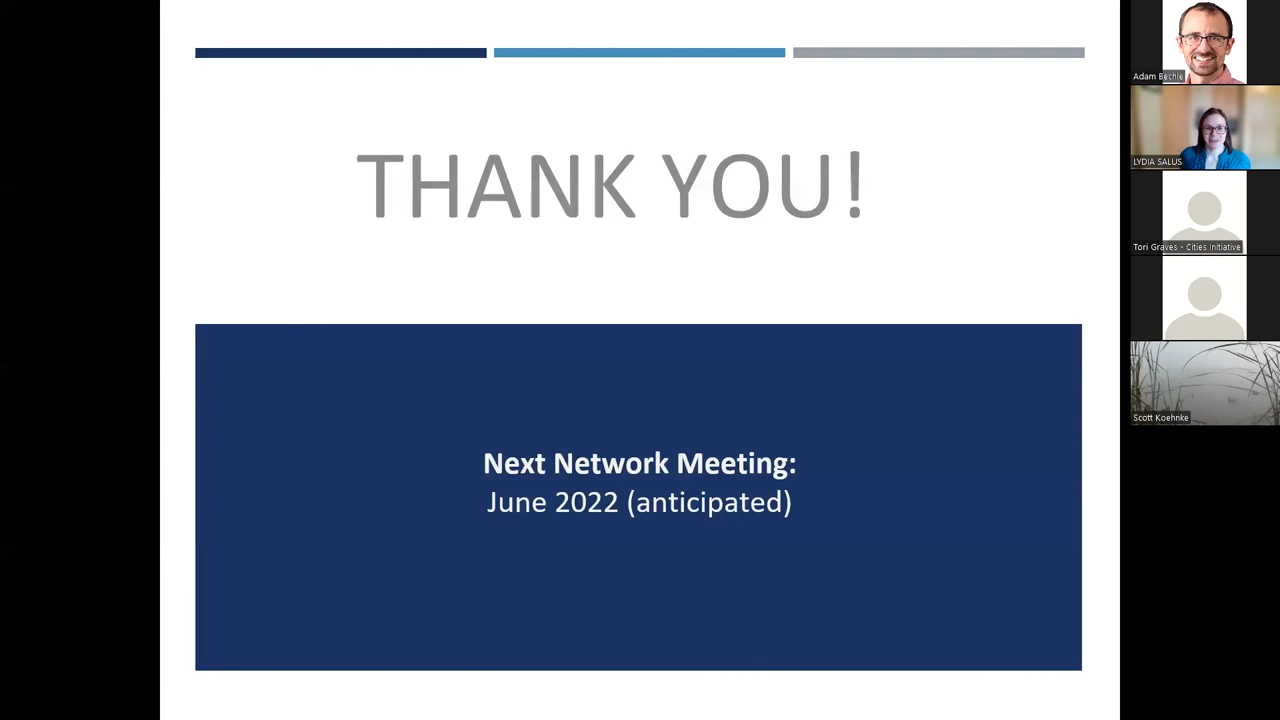 THANK YOU!
Next Network Meeting:
June 2022 (anticipated)
Adam Bechle
LYDIA SALUS
Tori Graves - Cities Initiative
Scott Koehnke